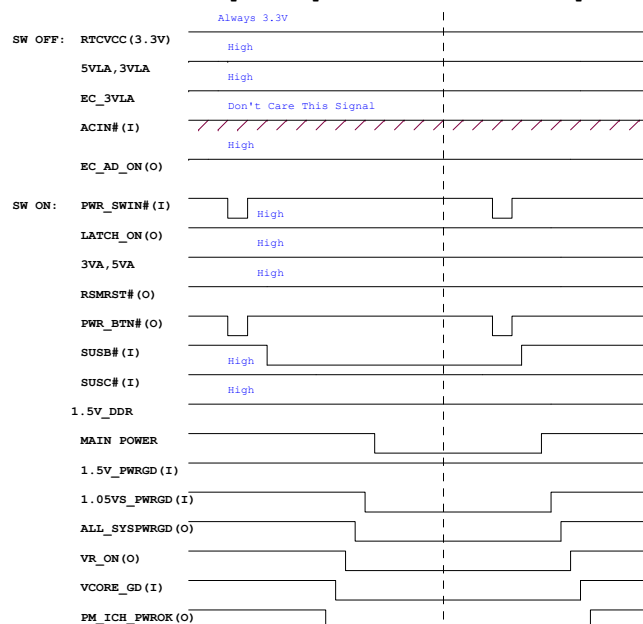 Always 3.3V
SW OFF: RTCVCC(3.3V)
High
5VLA,3VLA
High
EC_3VLA
Don't Care This Signal
ACIN#(I)
High
EC_AD_ON(O)
SW ON: PWR_SWIN#(I)
High
LATCH_ON(O)
High
3VA,5VA
High
RSMRST#(O)
PWR_BTN#(O)
SUSB#(I)
High
SUSC#(I)
High
1.5V_DDR
MAIN POWER
1.5V_PWRGD(I)
1.05VS_PWRGD(I)
ALL_SYSPWRGD(O)
VR_ON(O)
VCORE_GD(I)
PM_ICH_PWROK(O)